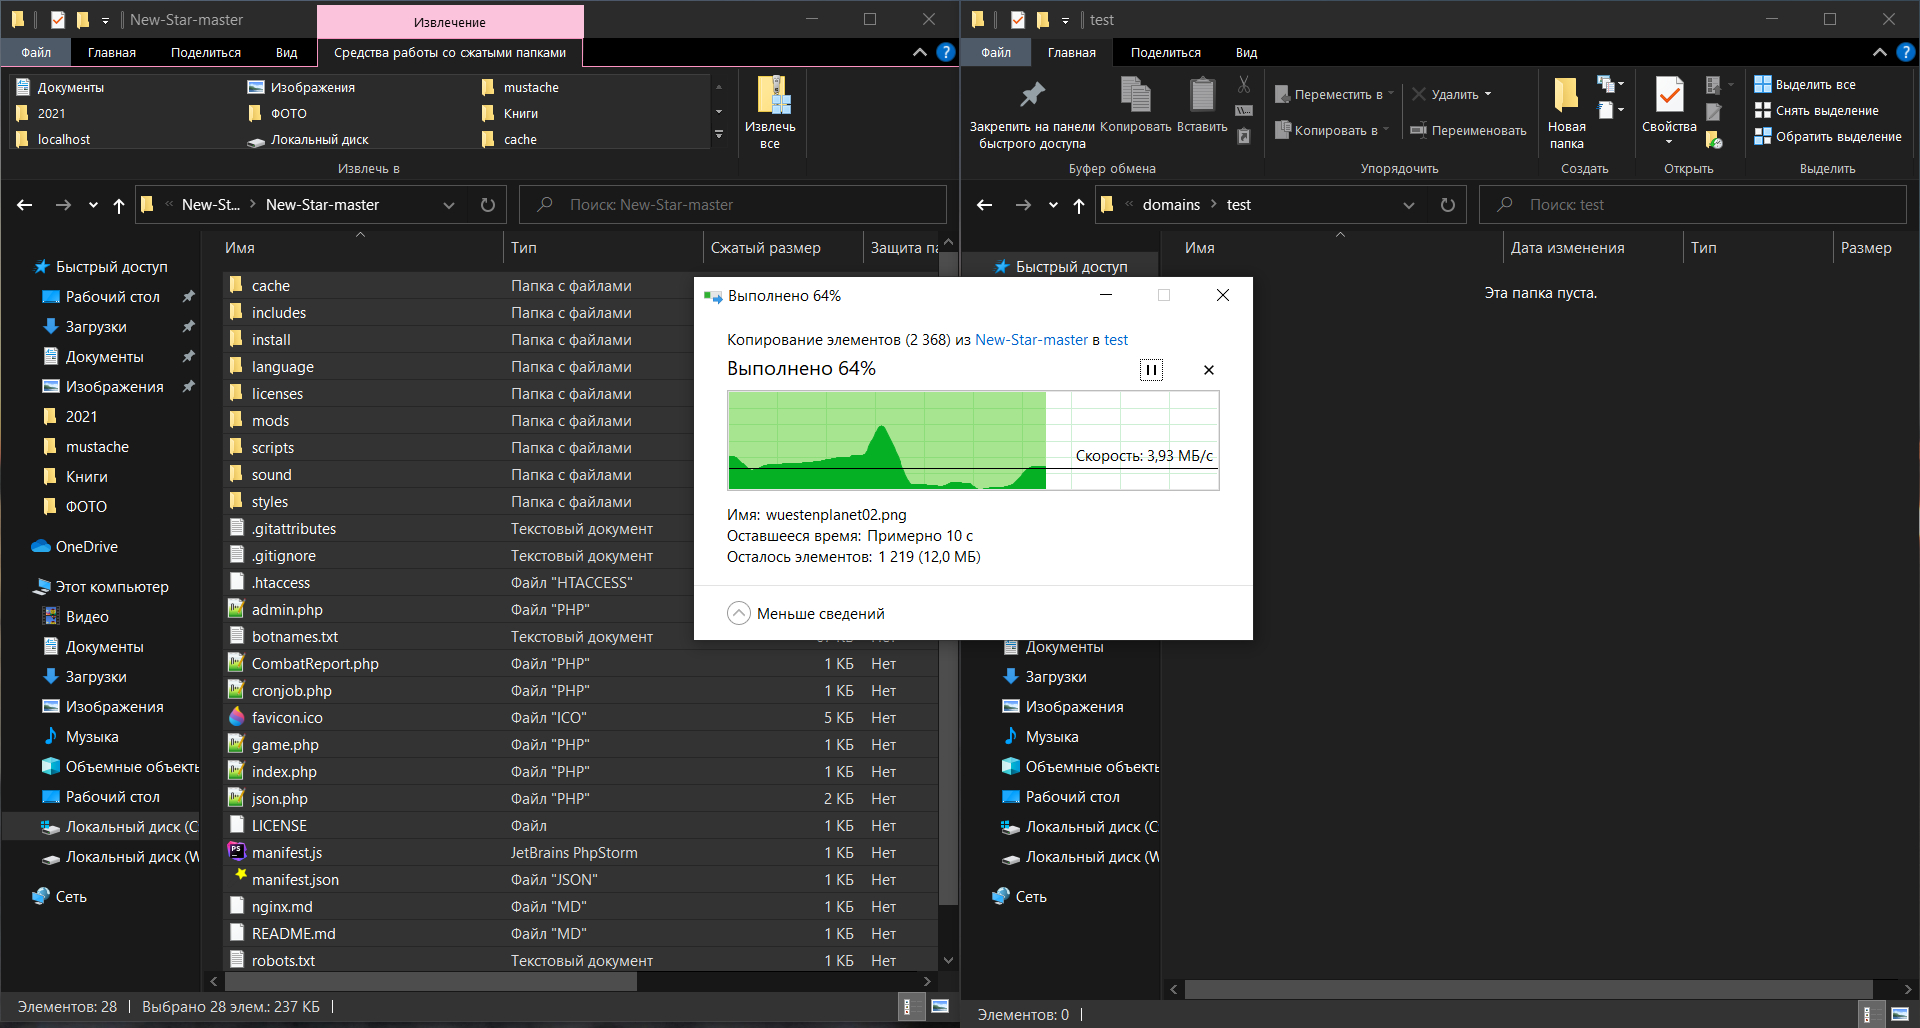 New-Star-master
Извлечение
Файл
Главная
Поделиться
Вид
Средства работы со сжатыми папками
Документы
Изображения
mustache
2021
ФОТО
Книги
localhost
Локальный диск
cache
Извлечь все
Извлечь в
New-St...
New-Star-master
Поиск: New-Star-master
Имя
Тип
Сжатый размер
Защита па
Быстрый доступ
Рабочий стол
Загрузки
Документы
Изображения
2021
mustache
Книги
ФОТО
OneDrive
Этот компьютер
Видео
Документы
Загрузки
Изображения
Музыка
Объемные объекть
Рабочий стол
Локальный диск (C
Локальный диск (W
Сеть
cache Папка с файлами
includes Папка с файлами
install Папка с файлами
language Папка с файлами
licenses Папка с файлами
mods Папка с файлами
scripts Папка с файлами
sound Папка с файлами
styles Папка с файлами
.gitattributes Текстовый документ
.gitignore Текстовый документ
.htaccess Файл "HTACCESS"
admin.php Файл "PHP"
botnames.txt Текстовый документ
CombatReport.php Файл "PHP" 1 КБ Нет
cronjob.php Файл "PHP" 1 КБ Нет
favicon.ico Файл "ICO" 5 КБ Нет
game.php Файл "PHP" 1 КБ Нет
index.php Файл "PHP" 1 КБ Нет
json.php Файл "PHP" 2 КБ Нет
LICENSE Файл 1 КБ Нет
manifest.js JetBrains PhpStorm 1 КБ Нет
manifest.json Файл "JSON" 1 КБ Нет
nginx.md Файл "MD" 1 КБ Нет
README.md Файл "MD" 1 КБ Нет
robots.txt Текстовый документ 1 КБ Нет
Элементов: 28
Выбрано 28 элем.: 237 КБ
Выполнено 64%
Копирование элементов (2 368) из New-Star-master в test
Выполнено 64%
Скорость: 3,93 МБ/с
Имя: wuestenplanet02.png
Оставшееся время: Примерно 10 с
Осталось элементов: 1 219 (12,0 МБ)
Меньше сведений
test
Файл
Главная
Поделиться
Вид
Закрепить на панели
быстрого доступа
Копировать
Вставить
Буфер обмена
Переместить в
Копировать в
Удалить
Переименовать
Упорядочить
Новая
папка
Создать
Свойства
Открыть
Выделить все
Снять выделение
Обратить выделение
Выделить
domains
test
Поиск: test
Имя
Дата изменения
Тип
Размер
Быстрый доступ
Эта папка пуста.
Документы
Загрузки
Изображения
Музыка
Объемные объекть
Рабочий стол
Локальный диск (C
Локальный диск (W
Сеть
Элементов: 0